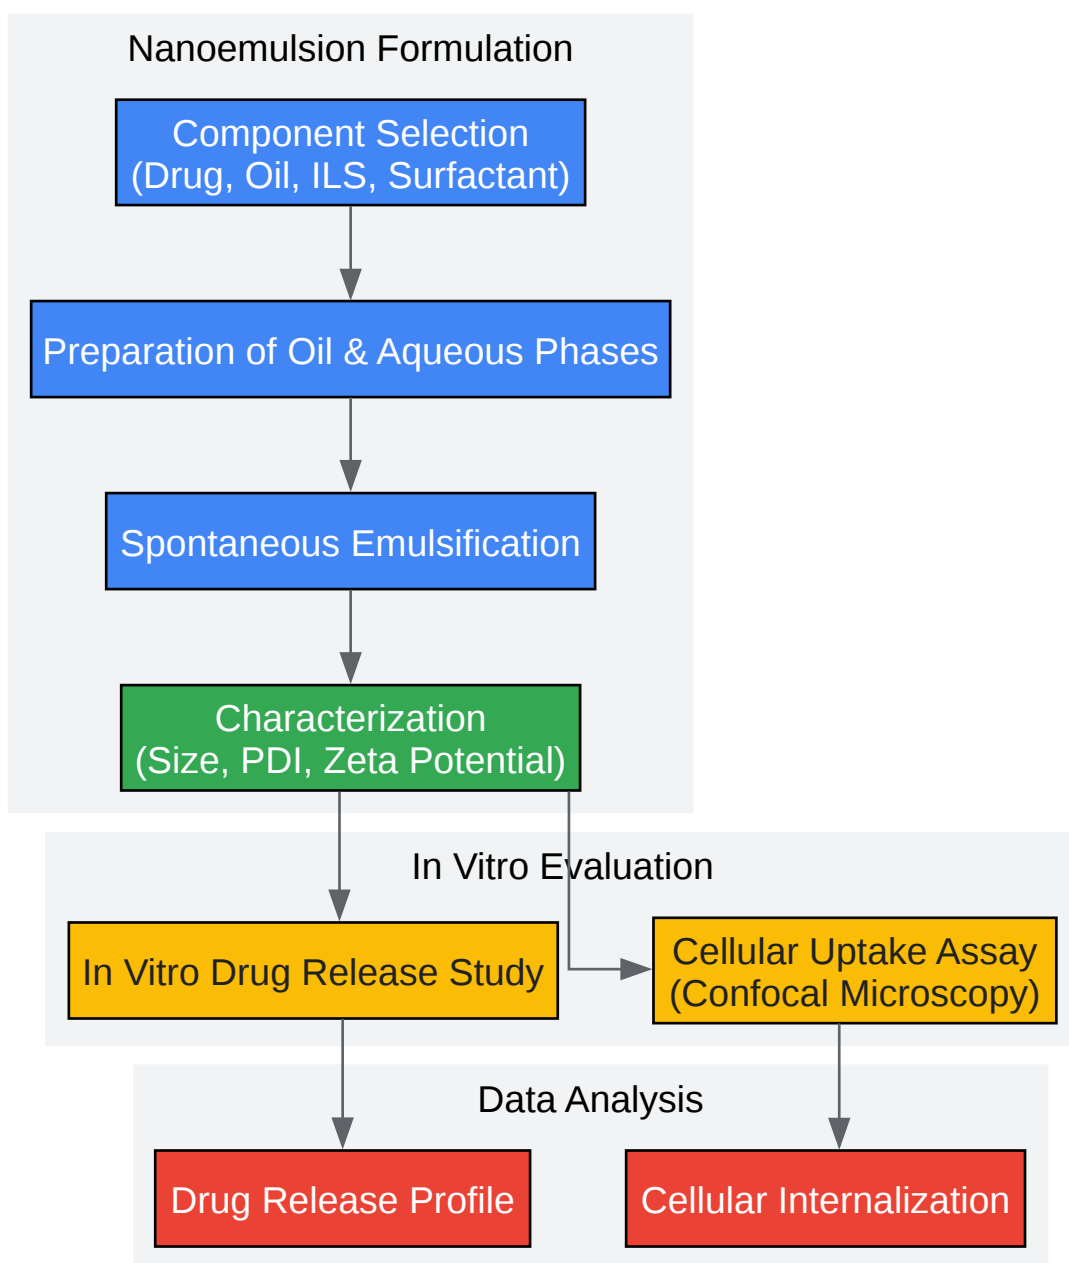 Nanoemulsion Formulation
Component Selection
(Drug, Oil, ILS, Surfactant)
Preparation of Oil & Aqueous Phases
Spontaneous Emulsification
Characterization
(Size, PDI, Zeta Potential)
In Vitro Evaluation
In Vitro Drug Release Study
Cellular Uptake Assay
(Confocal Microscopy)
Data Analysis
Drug Release Profile
Cellular Internalization